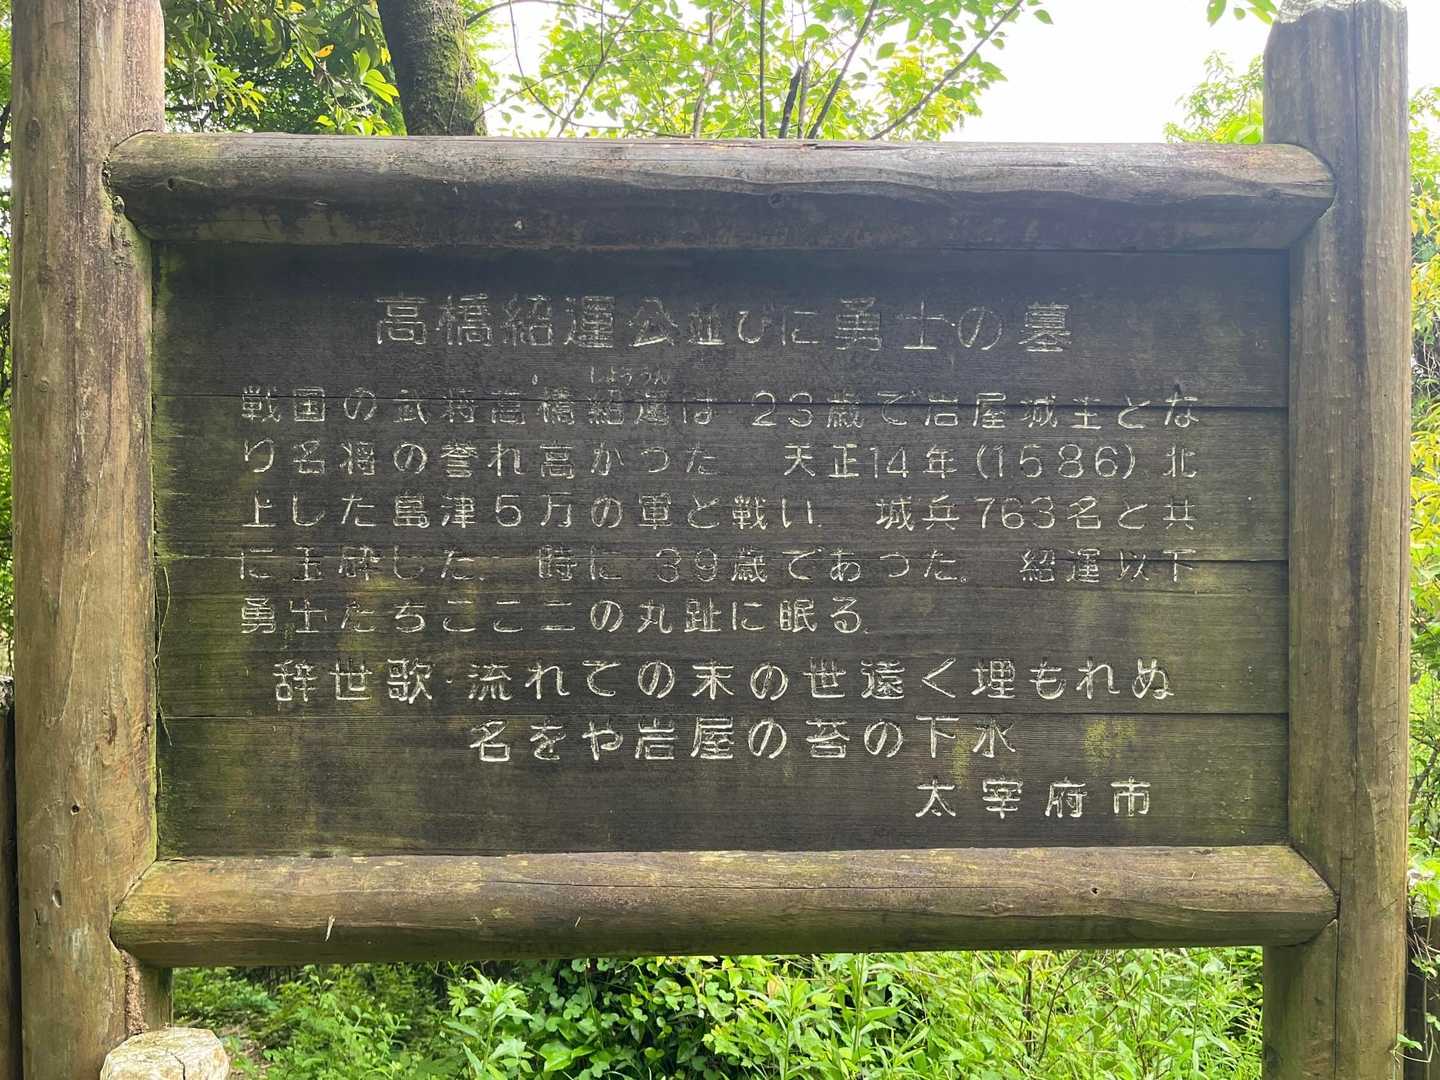 高橋紹運公並びに勇士の墓
しょううん
戦国の武将高橋紹運は 23歳で岩屋城主とな
り名将の誉れ高かった 天正14年(1586)北
上した島津5万の軍と戦い 城兵763名と共
に玉砕した 時に 39歳であった。 紹運以下
勇士たちここ二の丸趾に眠る
辞世歌 流れての末の世遠く埋もれぬ
名をや岩屋の苔の下水
太宰府市